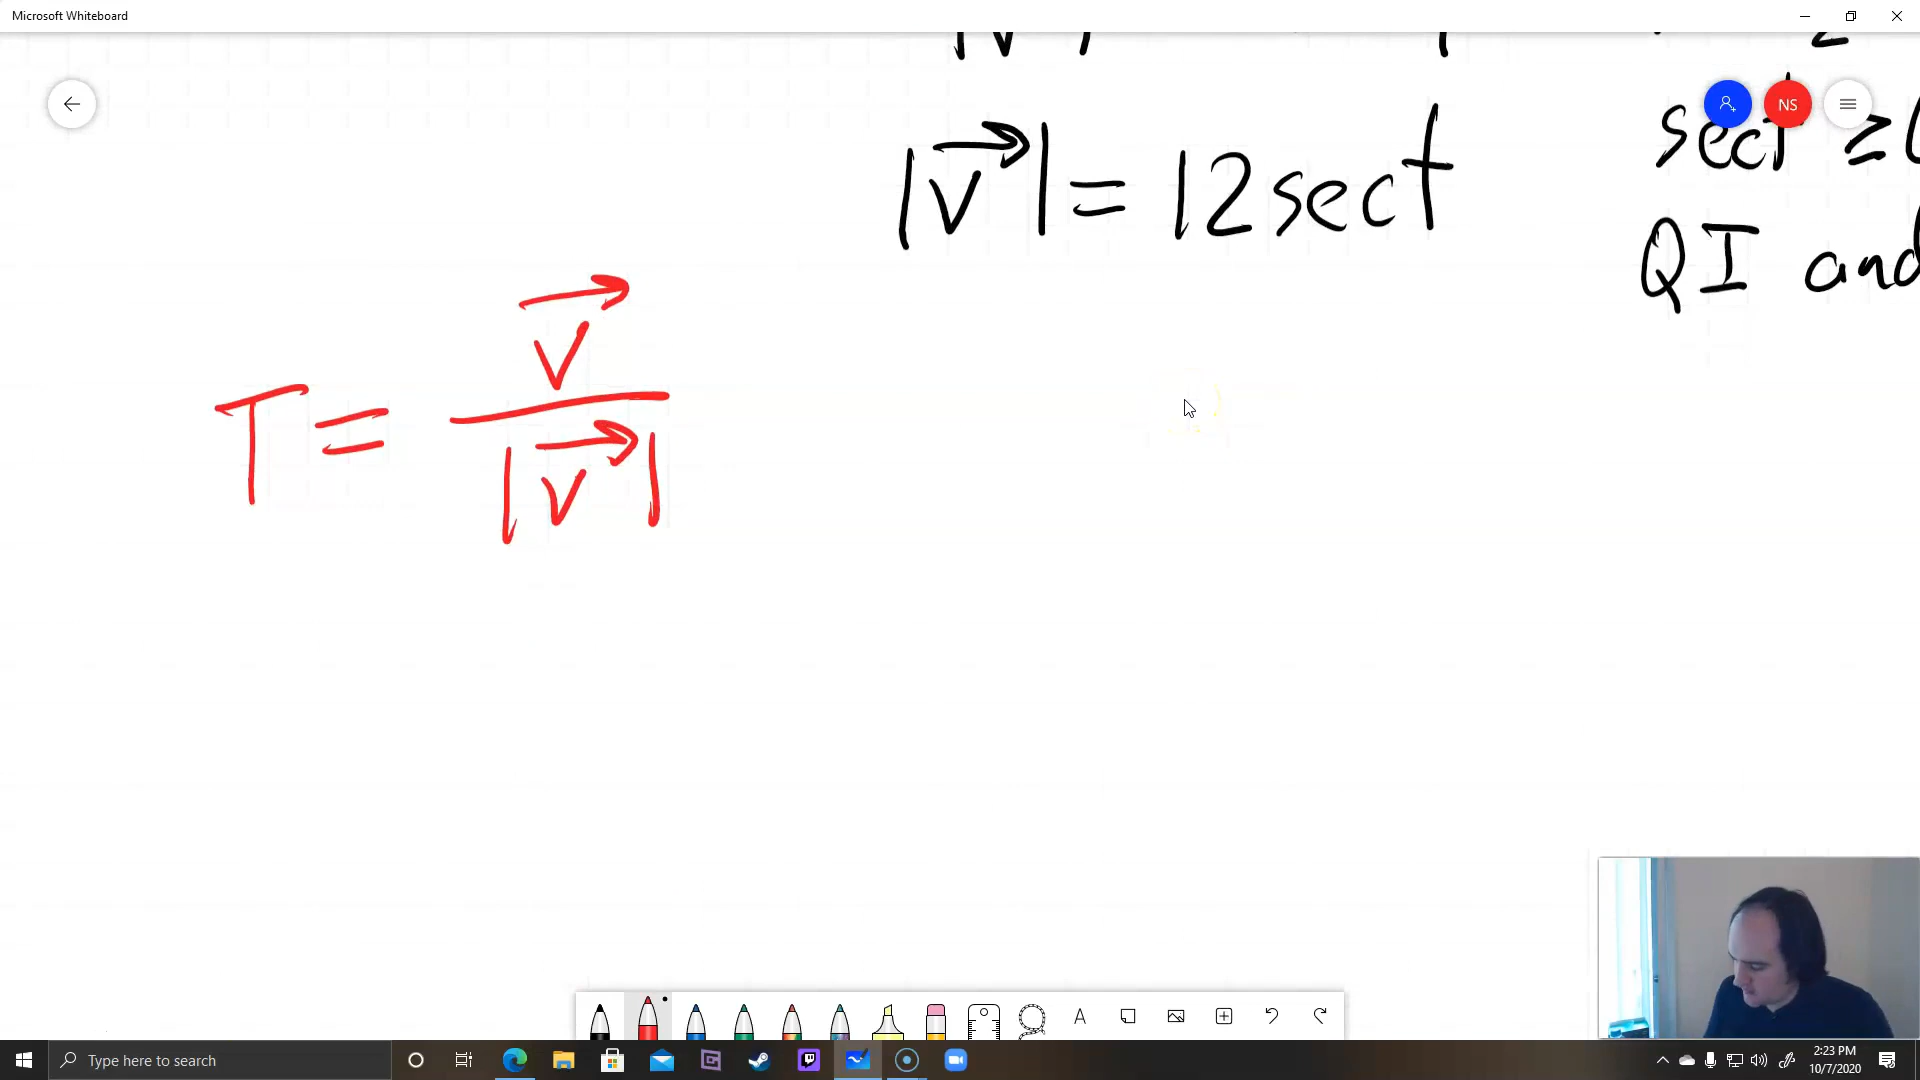 Microsoft Whiteboard
NS
|v⃗| = 12sect
sect ≥
QI and
T = v⃗ / |v⃗|
A
Type here to search
2:23 PM
10/7/2020